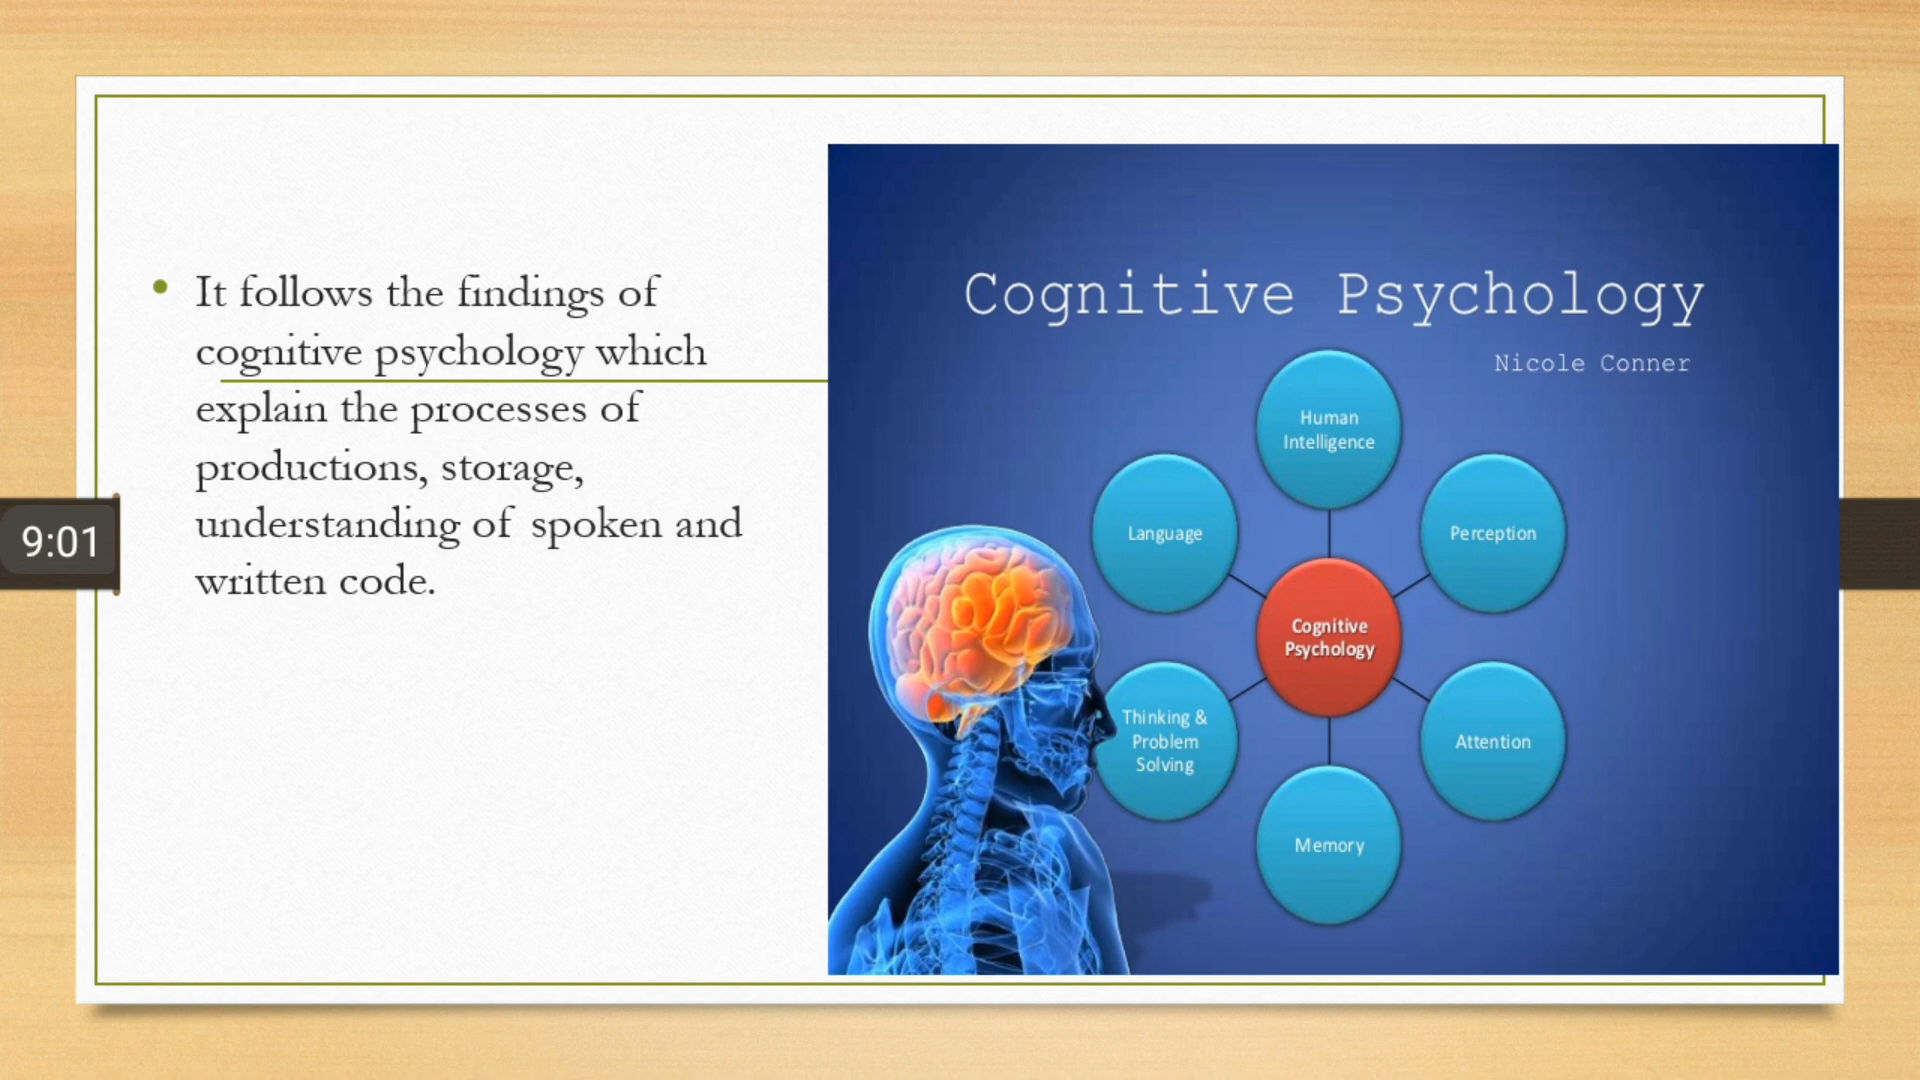 It follows the findings of
cognitive psychology which
explain the processes of
productions, storage,
understanding of spoken and
written code.
9:01
Cognitive Psychology
Nicole Conner
Human
Intelligence
Language
Perception
Cognitive
Psychology
Thinking &
Problem
Solving
Attention
Memory